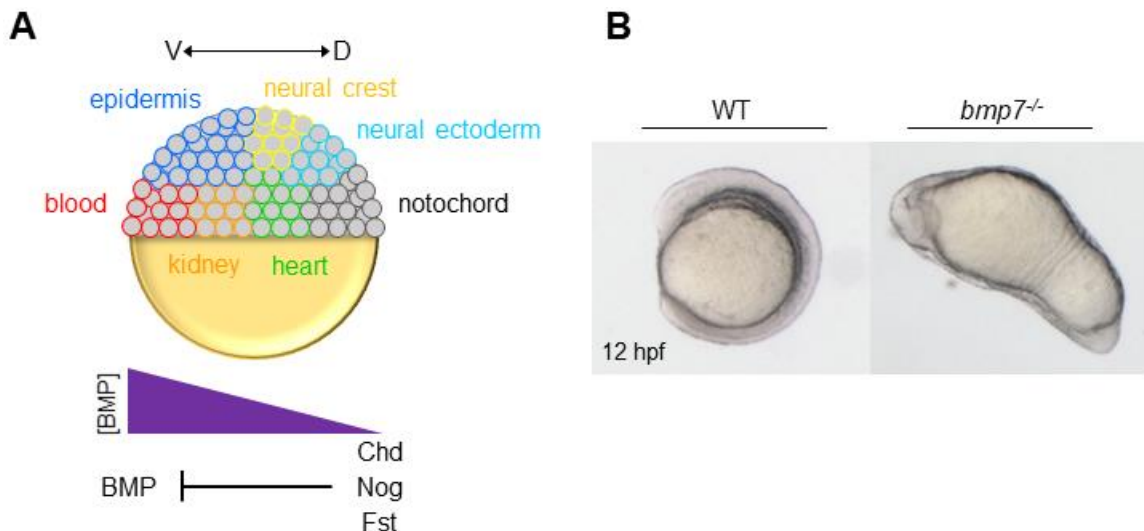 A
V D
neural crest
epidermis
neural ectoderm
blood
notochord
kidney heart
[BMP]
Chd
BMP Nog
Fst
B
WT bmp7-/-
12 hpf